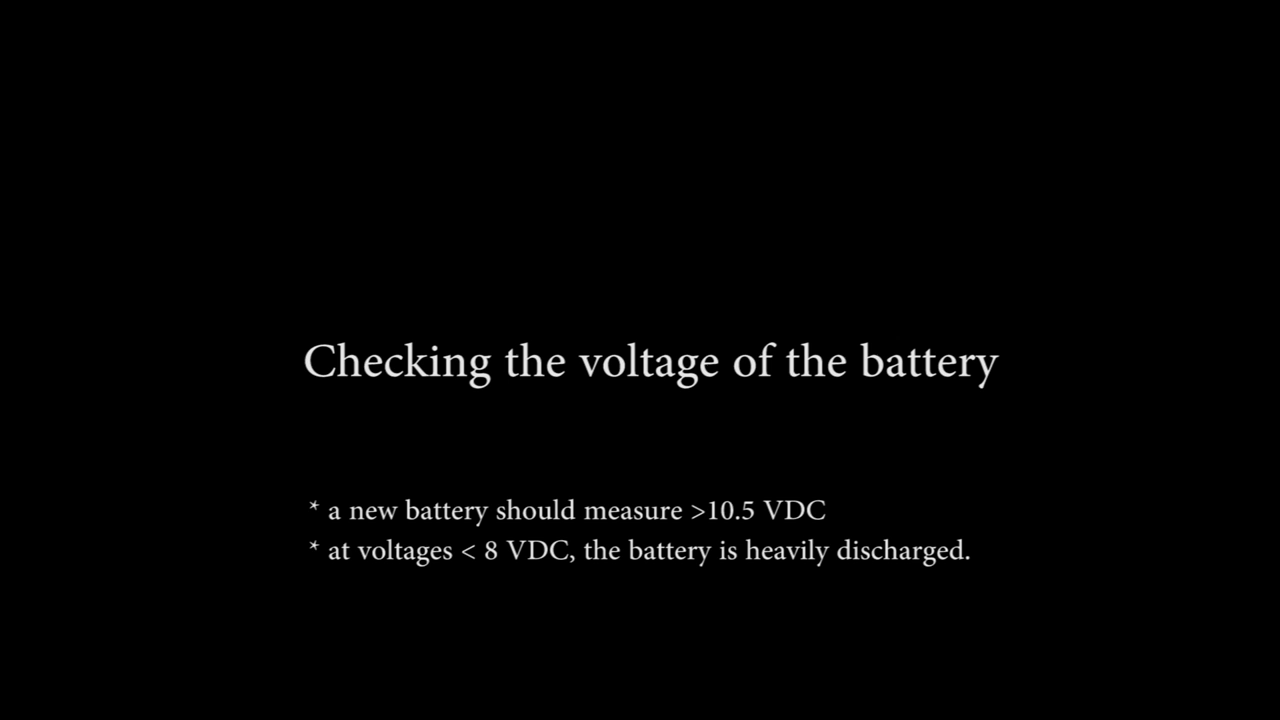 Checking the voltage of the battery
* a new battery should measure >10.5 VDC
* at voltages < 8 VDC, the battery is heavily discharged.